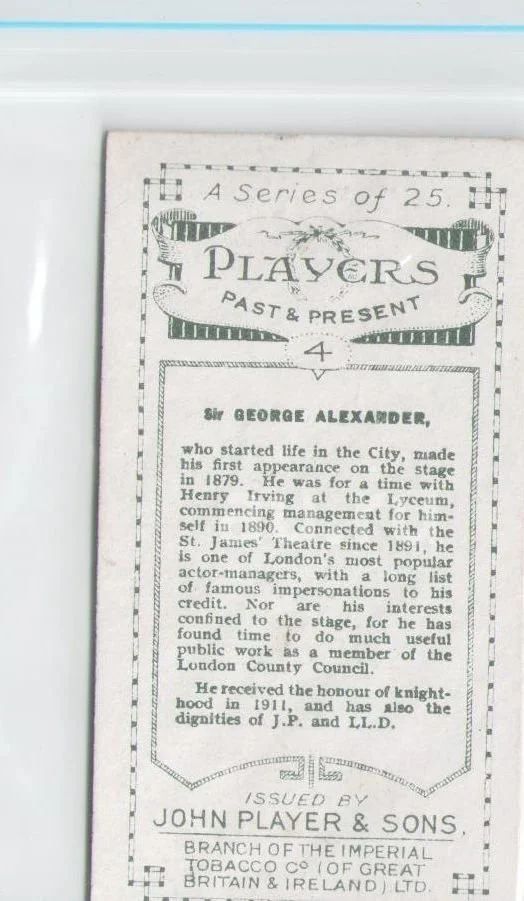 A Series of 25.
PLAYERS
PAST & PRESENT
4
Sir GEORGE ALEXANDER,
who started life in the City, made
his first appearance on the stage
in 1879. He was for a time with
Henry Irving at the Lyceum,
commencing management for him-
self in 1890. Connected with the
St. James' Theatre since 1891, he
is one of London's most popular
actor-managers, with a long list
of famous impersonations to his
credit. Nor are his interests
confined to the stage, for he has
found time to do much useful
public work as a member of the
London County Council.
He received the honour of knight-
hood in 1911, and has also the
dignities of J.P. and LL.D.
ISSUED BY
JOHN PLAYER & SONS,
BRANCH OF THE IMPERIAL
TOBACCO Cº (OF GREAT
BRITAIN & IRELAND) LTD.